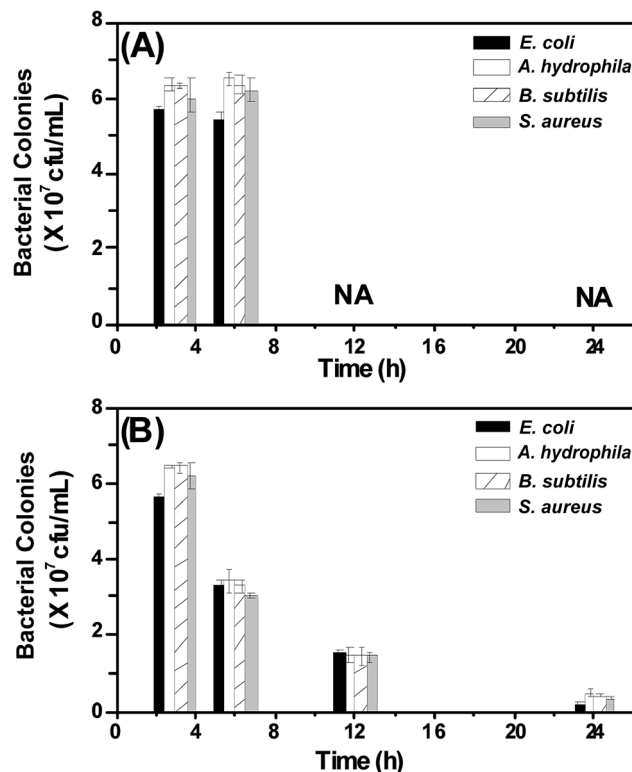 (A)
E. coli
A. hydrophila
B. subtilis
S. aureus
Bacterial Colonies
(X 10⁷ cfu/mL)
8
6
4
2
0
NA
NA
0 4 8 12 16 20 24
Time (h)
(B)
E. coli
A. hydrophila
B. subtilis
S. aureus
Bacterial Colonies
(X 10⁷ cfu/mL)
8
6
4
2
0
0 4 8 12 16 20 24
Time (h)